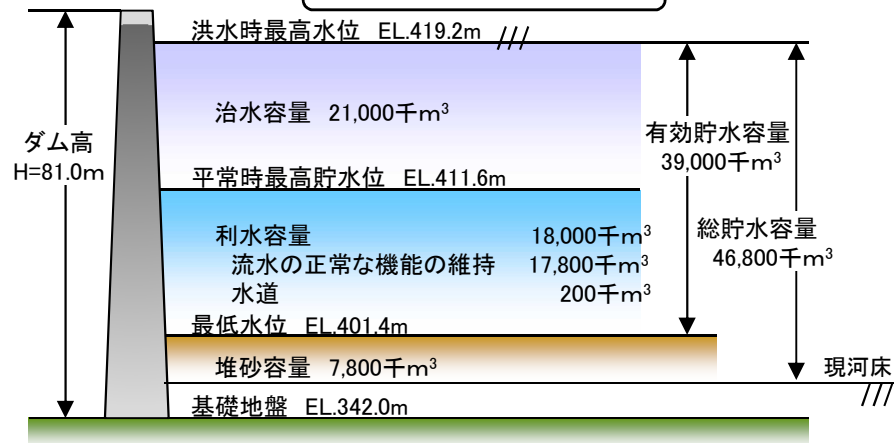 洪水時最高水位 EL.419.2m
治水容量 21,000千m³
ダム高
H=81.0m
有効貯水容量
39,000千m³
平常時最高貯水位 EL.411.6m
利水容量 18,000千m³
流水の正常な機能の維持 17,800千m³
水道 200千m³
総貯水容量
46,800千m³
最低水位 EL.401.4m
堆砂容量 7,800千m³
現河床
基礎地盤 EL.342.0m